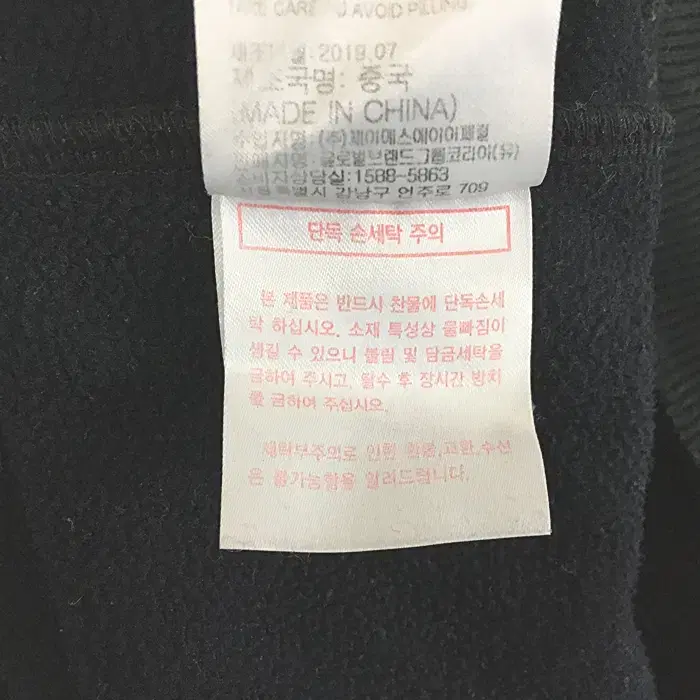 TAKE CARE TO AVOID PILLING
제조년월:2019.07
제조국명: 중국
(MADE IN CHINA)
수입자명: (주)제이에스에이이패럴
판매자명:글로벌브랜드그룹코리아(유)
소비자상담실:1588-5863
서울특별시 강남구 언주로 709
단독 손세탁 주의
본 제품은 반드시 찬물에 단독손세
탁 하십시오. 소재 특성상 물빠짐이
생길 수 있으니 불림 및 담금세탁을
금하여 주시고, 탈수 후 장시간 방치
를 금하여 주십시오.
세탁부주의로 인한 환불,교환,수선
은 불가능함을 알려드립니다.